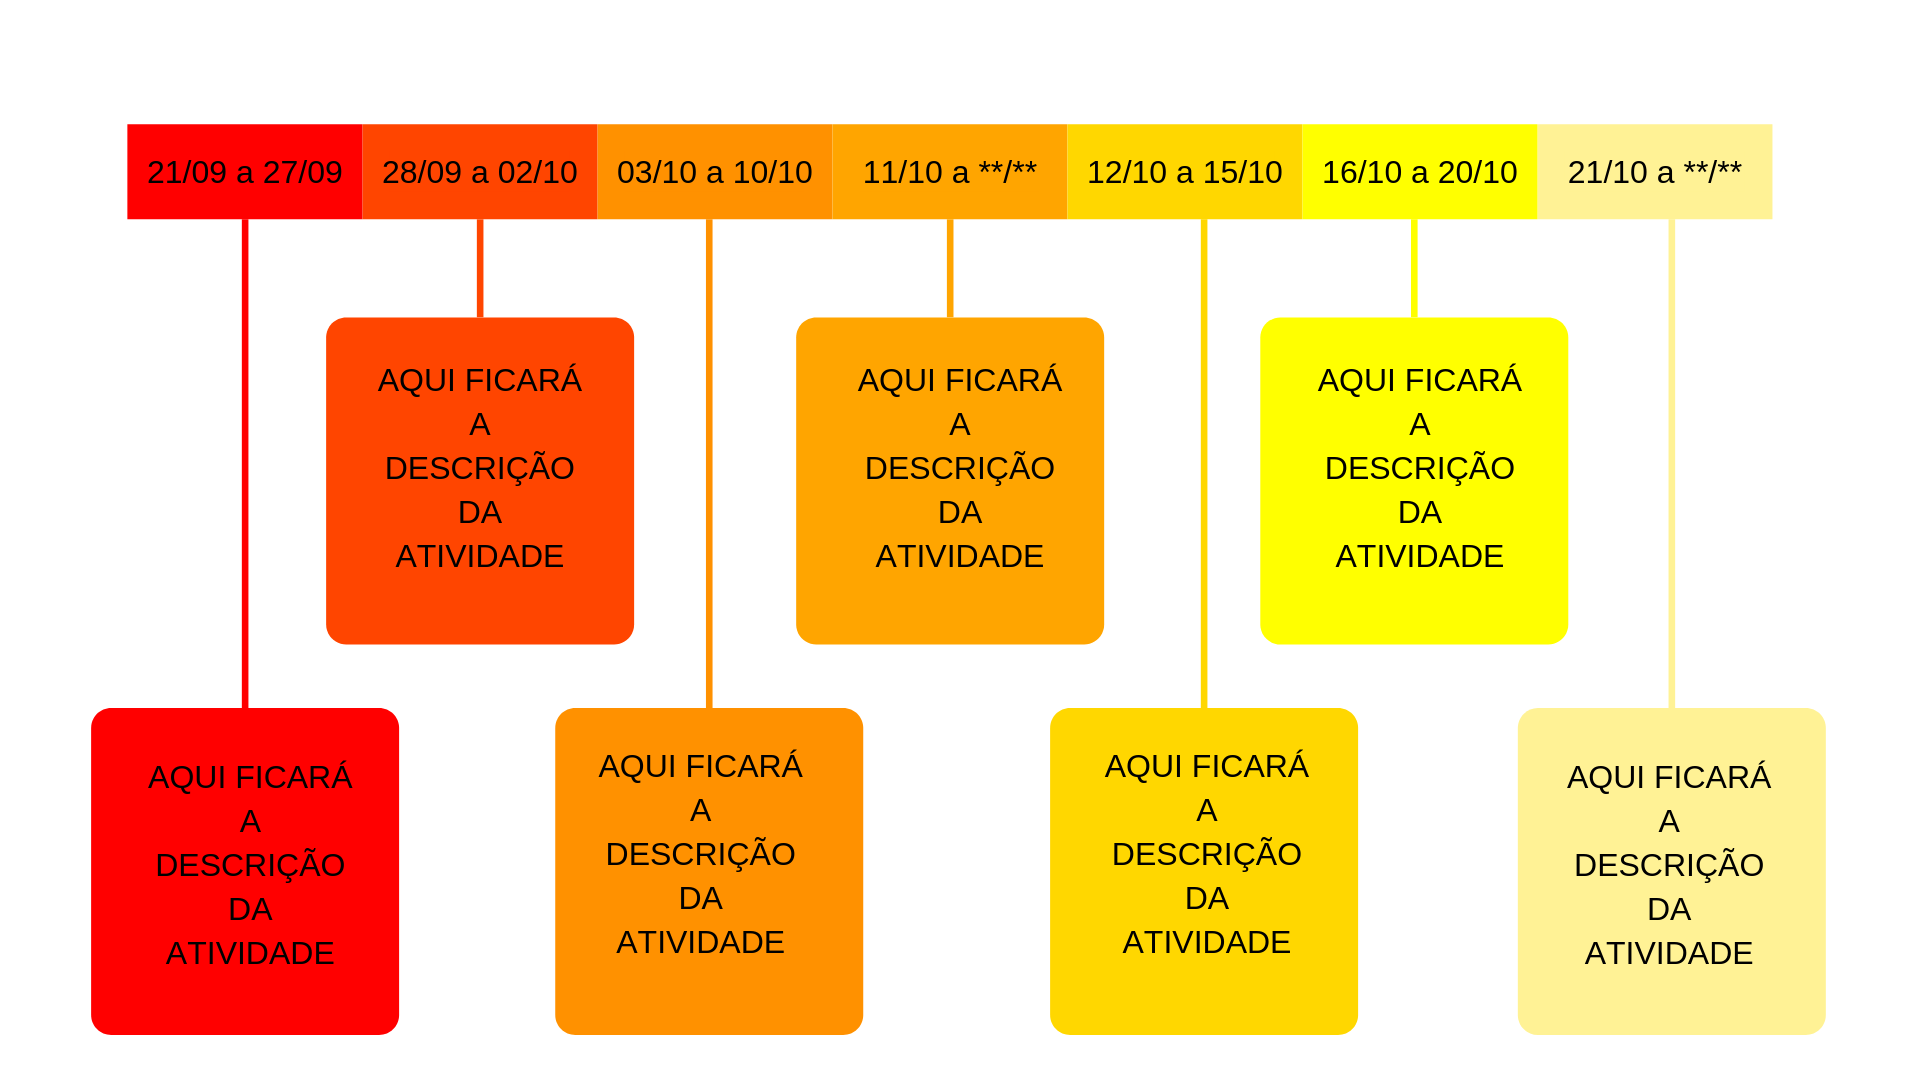 21/09 a 27/09
28/09 a 02/10
03/10 a 10/10
11/10 a **/**
12/10 a 15/10
16/10 a 20/10
21/10 a **/**
AQUI FICARÁ
A
DESCRIÇÃO
DA
ATIVIDADE
AQUI FICARÁ
A
DESCRIÇÃO
DA
ATIVIDADE
AQUI FICARÁ
A
DESCRIÇÃO
DA
ATIVIDADE
AQUI FICARÁ
A
DESCRIÇÃO
DA
ATIVIDADE
AQUI FICARÁ
A
DESCRIÇÃO
DA
ATIVIDADE
AQUI FICARÁ
A
DESCRIÇÃO
DA
ATIVIDADE
AQUI FICARÁ
A
DESCRIÇÃO
DA
ATIVIDADE